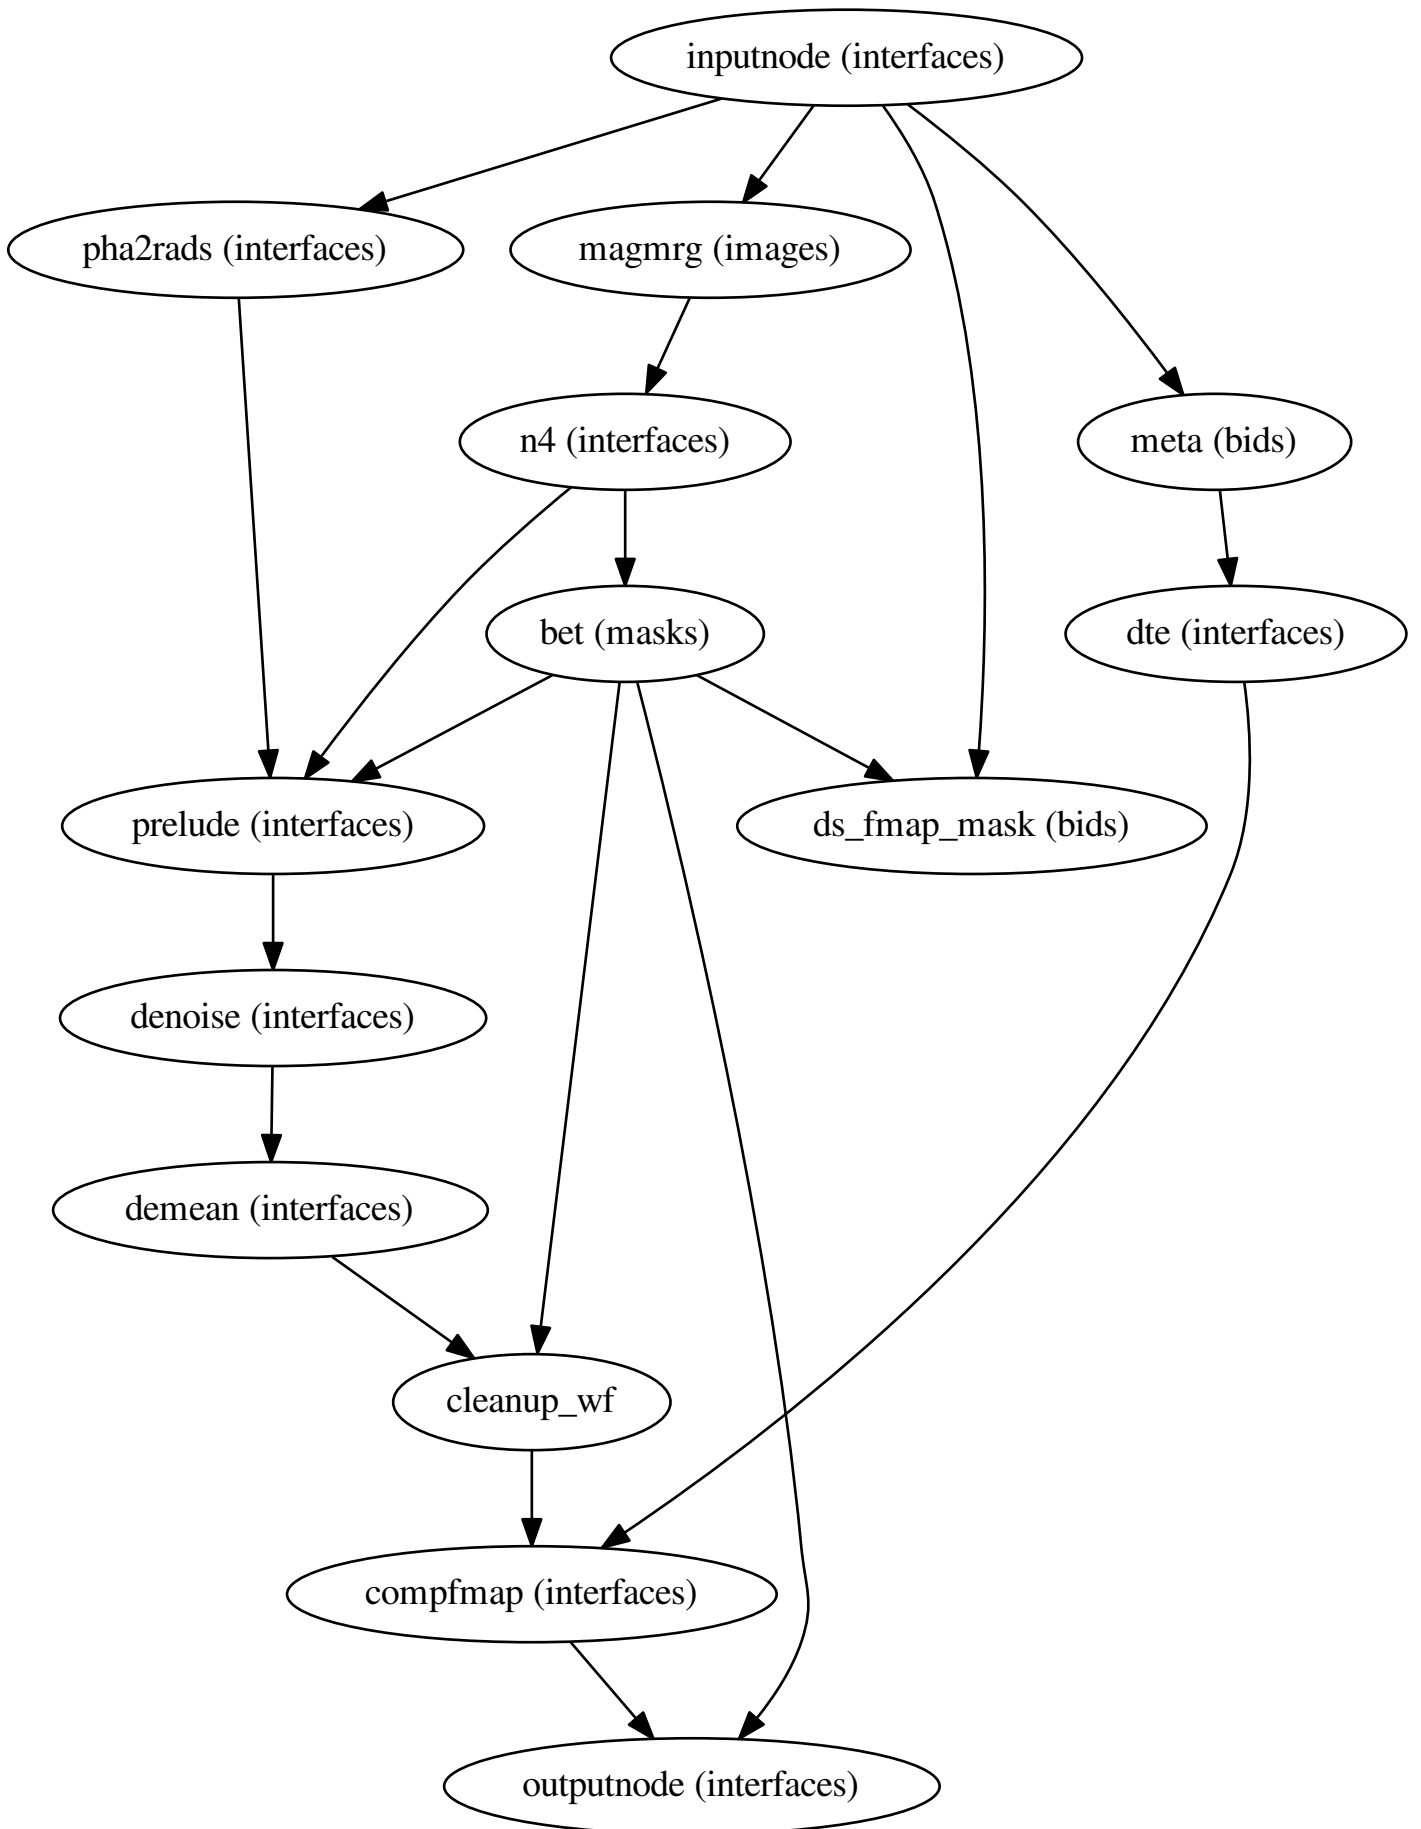 inputnode (interfaces)
pha2rads (interfaces)
magmrg (images)
n4 (interfaces)
meta (bids)
bet (masks)
dte (interfaces)
prelude (interfaces)
ds_fmap_mask (bids)
denoise (interfaces)
demean (interfaces)
cleanup_wf
compfmap (interfaces)
outputnode (interfaces)